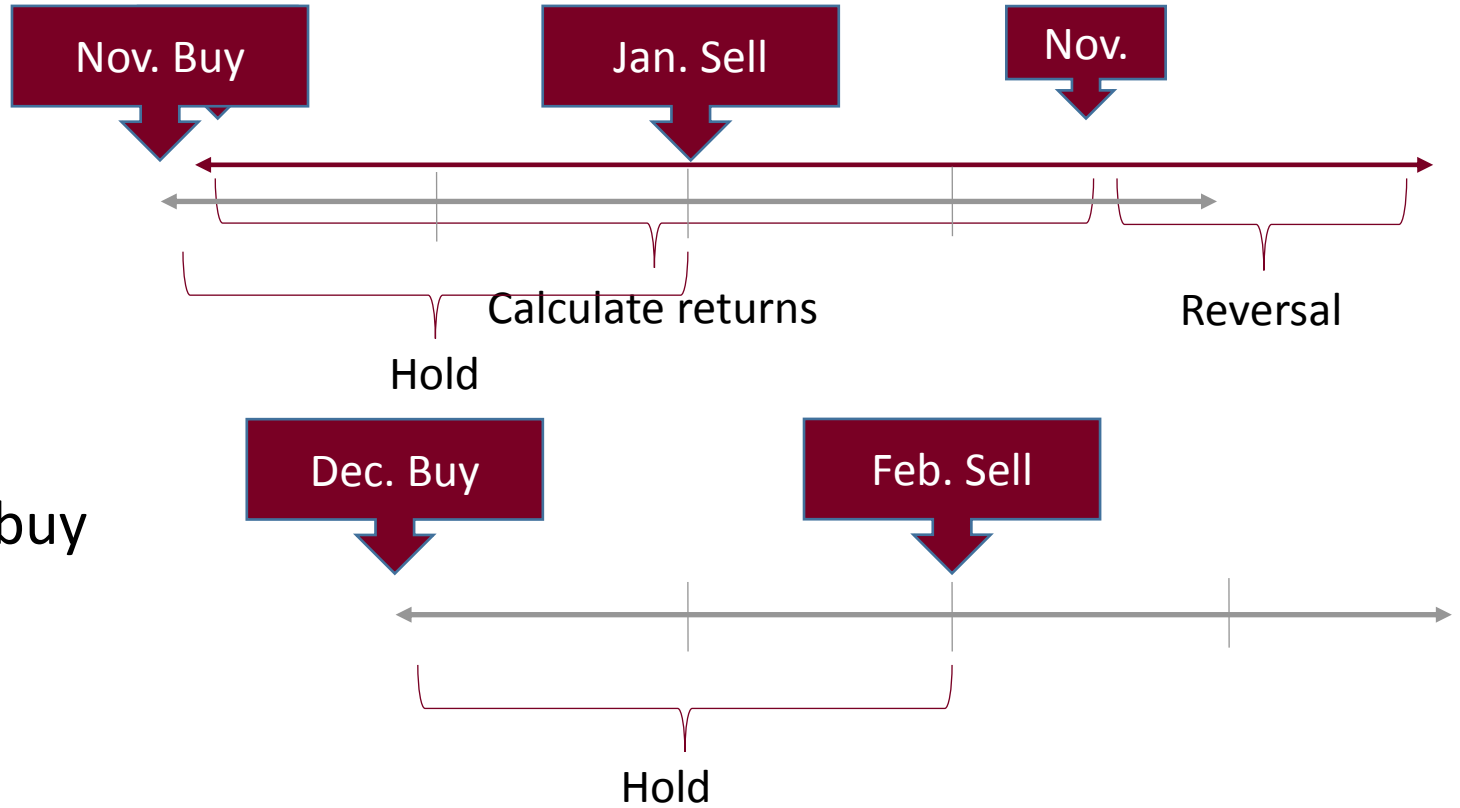 Nov. Buy
Jan. Sell
Nov.
Calculate returns
Reversal
Hold
Dec. Buy
Feb. Sell
buy
Hold